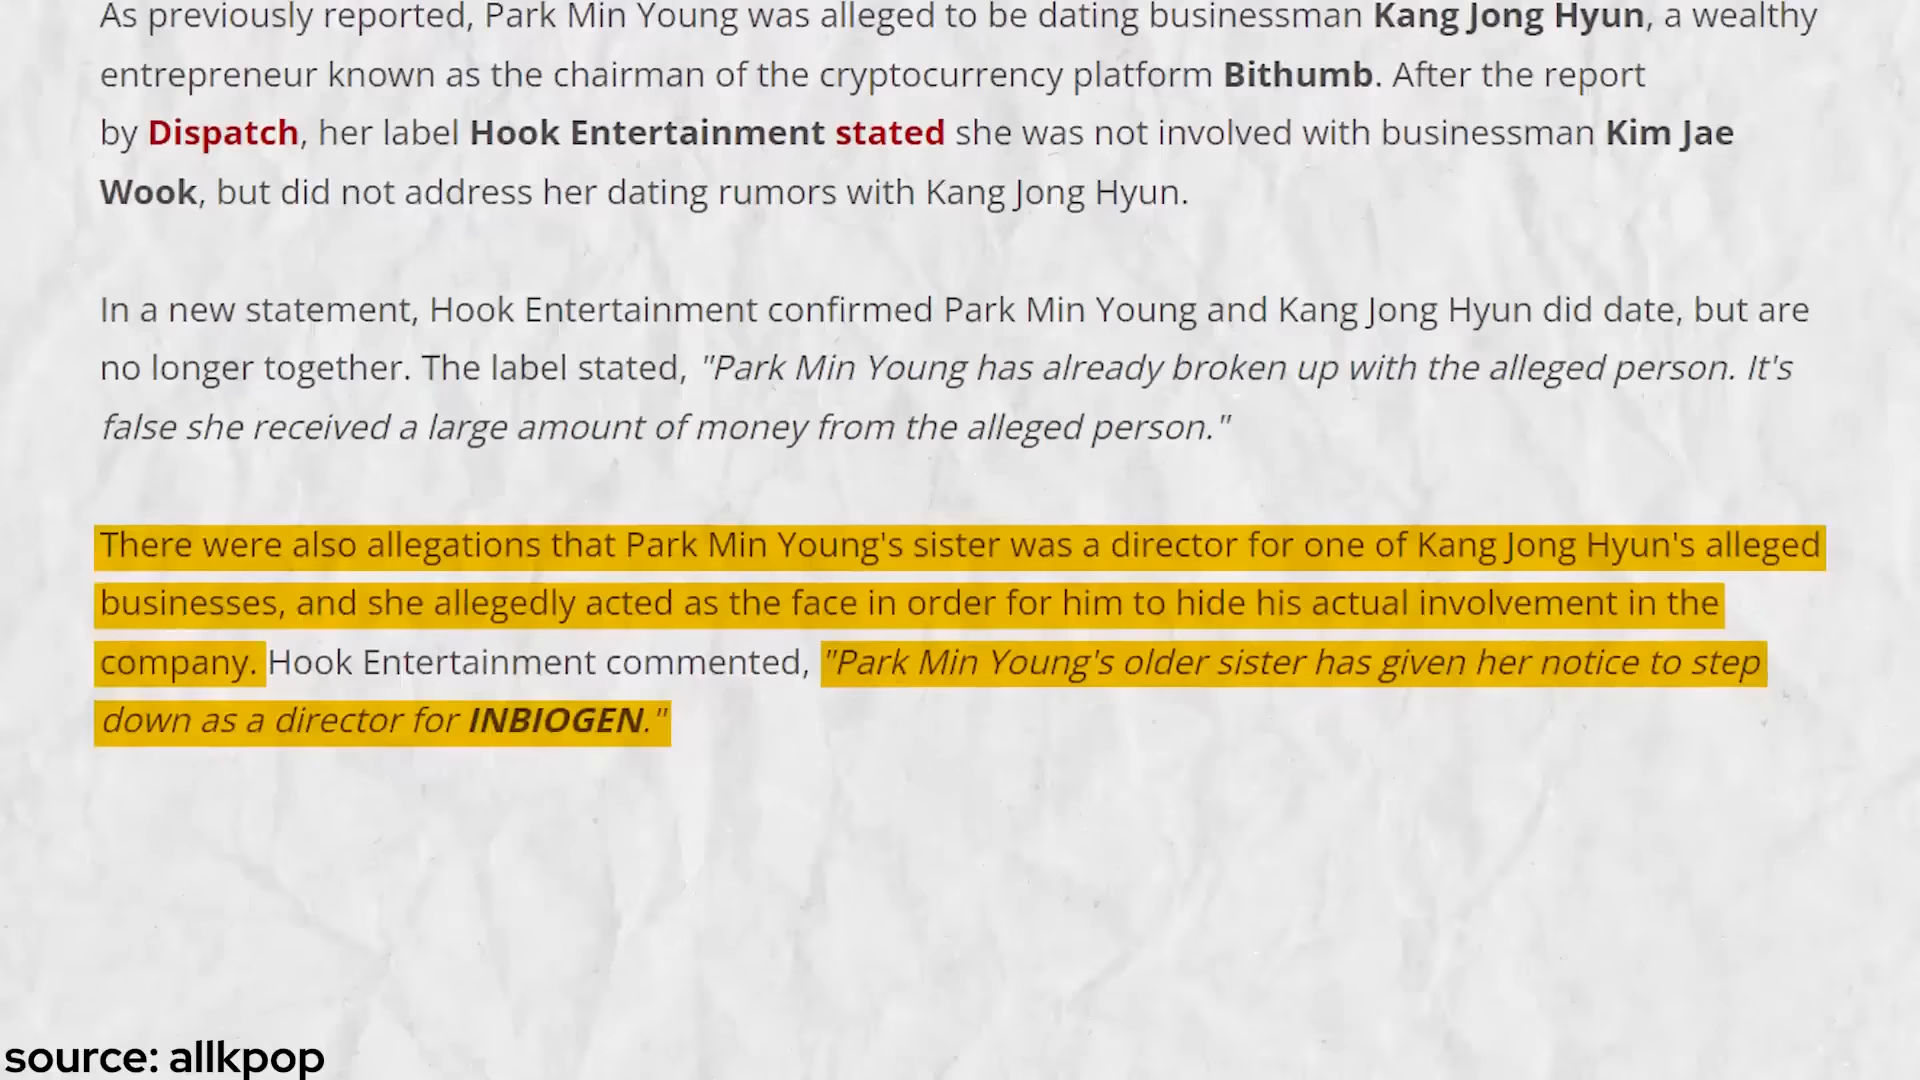 As previously reported, Park Min Young was alleged to be dating businessman Kang Jong Hyun, a wealthy
entrepreneur known as the chairman of the cryptocurrency platform Bithumb. After the report
by Dispatch, her label Hook Entertainment stated she was not involved with businessman Kim Jae
Wook, but did not address her dating rumors with Kang Jong Hyun.
In a new statement, Hook Entertainment confirmed Park Min Young and Kang Jong Hyun did date, but are
no longer together. The label stated, "Park Min Young has already broken up with the alleged person. It's
false she received a large amount of money from the alleged person."
There were also allegations that Park Min Young's sister was a director for one of Kang Jong Hyun's alleged
businesses, and she allegedly acted as the face in order for him to hide his actual involvement in the
company. Hook Entertainment commented, "Park Min Young's older sister has given her notice to step
down as a director for INBIOGEN."
source: allkpop